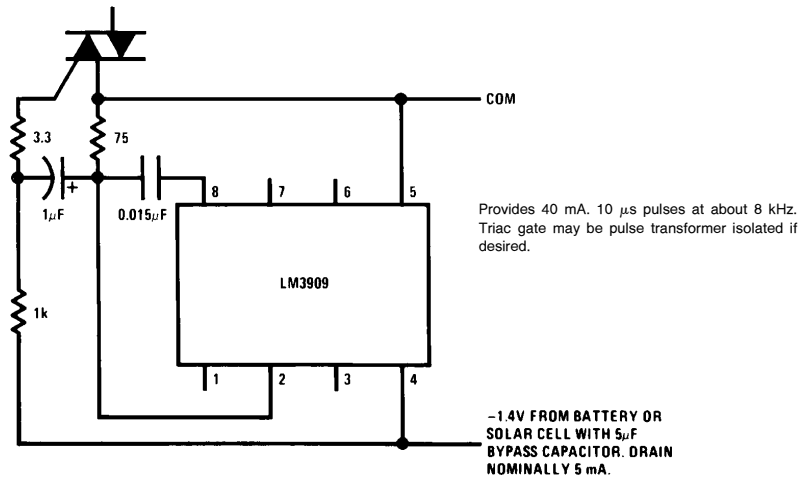 COM
3.3
75
+
1μF
0.015μF
8
7
6
5
LM3909
1k
1
2
3
4
Provides 40 mA. 10 μs pulses at about 8 kHz.
Triac gate may be pulse transformer isolated if
desired.
−1.4V FROM BATTERY OR
SOLAR CELL WITH 5μF
BYPASS CAPACITOR. DRAIN
NOMINALLY 5 mA.